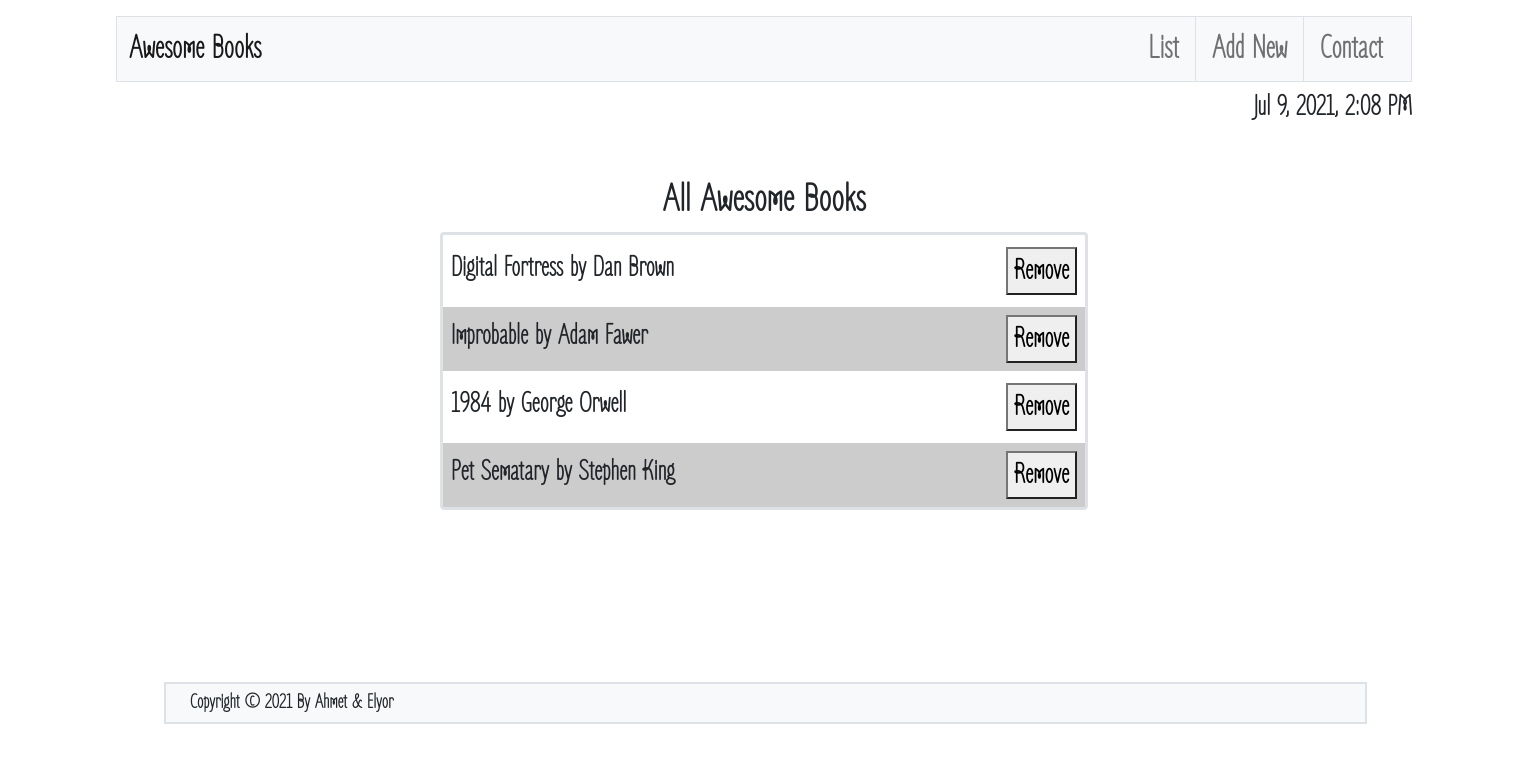 Awesome Books List Add New Contact
Jul 9, 2021, 2:08 PM
All Awesome Books
Digital Fortress by Dan Brown Remove
Improbable by Adam Fawer Remove
1984 by George Orwell Remove
Pet Sematary by Stephen King Remove
Copyright © 2021 By Ahmet & Elyor